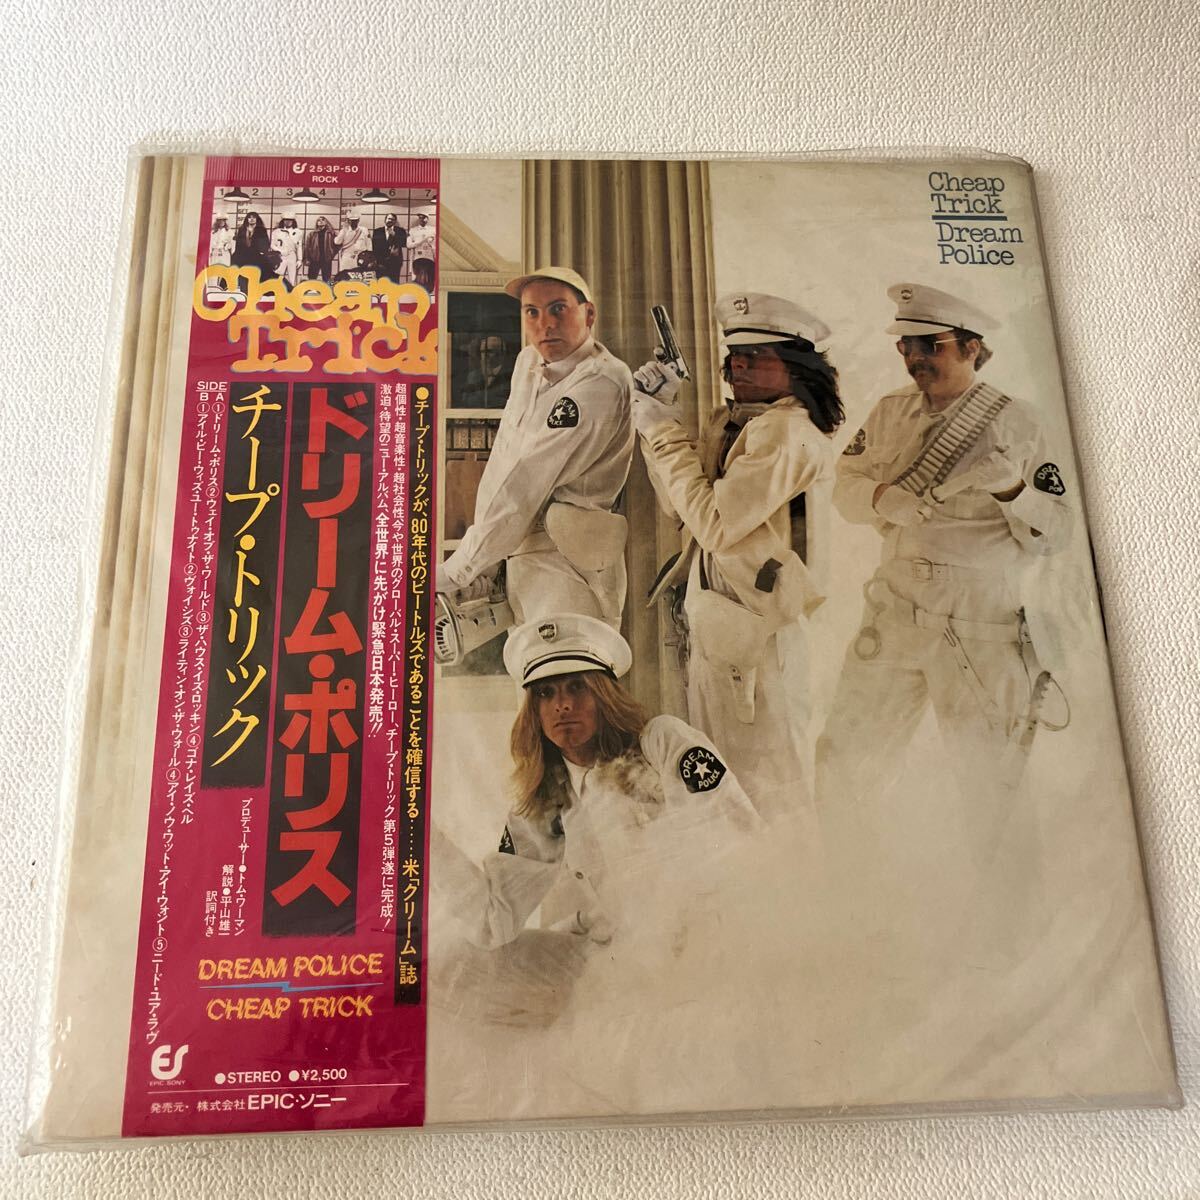 ES 25・3P-50
ROCK
1 2 3 4 5 6 7
Cheap
Trick
●チープ・トリックが、80年代のビートルズであることを確信する……米「クリーム」誌
超個性・超音楽性・超社会性、今や世界のグローバル・スーパー・ヒーロー、チープ・トリック第5弾遂に完成!
激迫・待望のニュー・アルバム、全世界に先がけ緊急日本発売!!
ドリーム・ポリス
チープ・トリック
SIDE A ①ドリーム・ポリス②ウェイ・オブ・ザ・ワールド③ザ・ハウス・イズ・ロッキン④ゴナ・レイズ・ヘル
SIDE B ①アイル・ビー・ウィズ・ユー・トゥナイト②ヴォイシズ③ライティン・オン・ザ・ウォール④アイ・ノウ・ワット・アイ・ウォント⑤ニード・ユア・ラヴ
プロデューサー●トム・ワーマン
解説●平山雄一
訳詞付き
DREAM POLICE
CHEAP TRICK
ES
EPIC SONY
●STEREO ●¥2,500
発売元・株式会社EPIC・ソニー
Cheap
Trick
Dream
Police
DREAM
POLICE
DREAM
POLICE